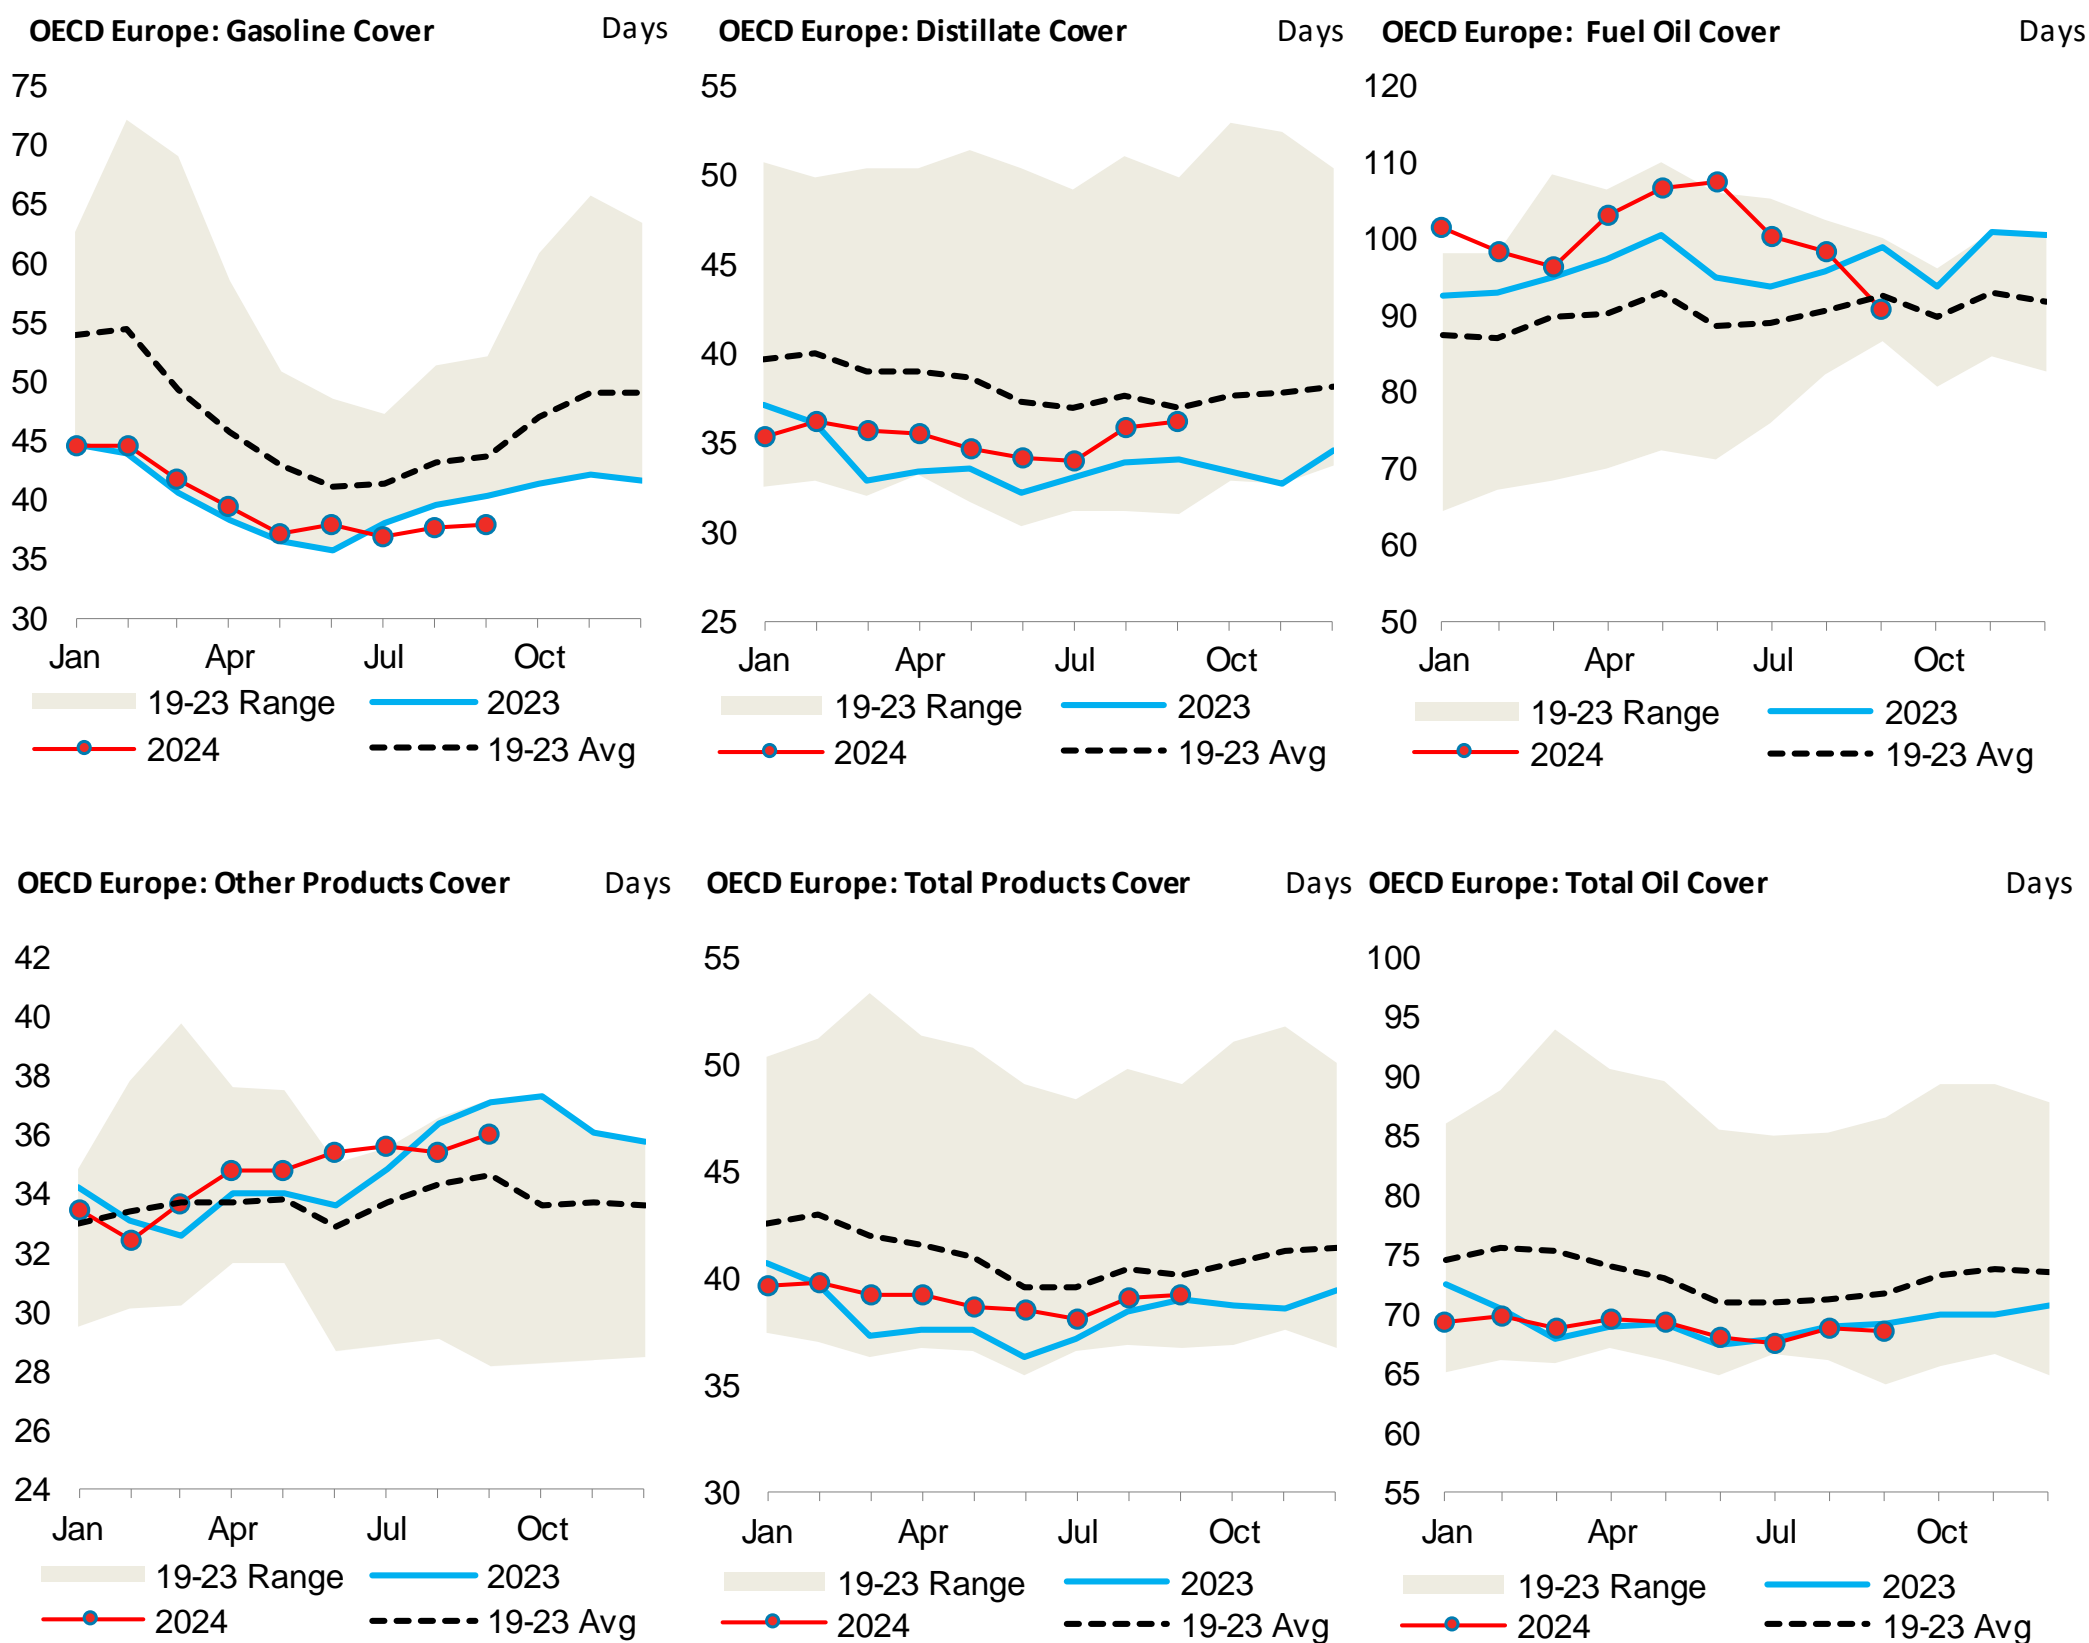 OECD Europe: Gasoline Cover Days
75
70
65
60
55
50
45
40
35
30
Jan Apr Jul Oct
19-23 Range 2023
2024 19-23 Avg
OECD Europe: Distillate Cover Days
55
50
45
40
35
30
25
Jan Apr Jul Oct
19-23 Range 2023
2024 19-23 Avg
OECD Europe: Fuel Oil Cover Days
120
110
100
90
80
70
60
50
Jan Apr Jul Oct
19-23 Range 2023
2024 19-23 Avg
OECD Europe: Other Products Cover Days
42
40
38
36
34
32
30
28
26
24
Jan Apr Jul Oct
19-23 Range 2023
2024 19-23 Avg
OECD Europe: Total Products Cover Days
55
50
45
40
35
30
Jan Apr Jul Oct
19-23 Range 2023
2024 19-23 Avg
OECD Europe: Total Oil Cover Days
100
95
90
85
80
75
70
65
60
55
Jan Apr Jul Oct
19-23 Range 2023
2024 19-23 Avg